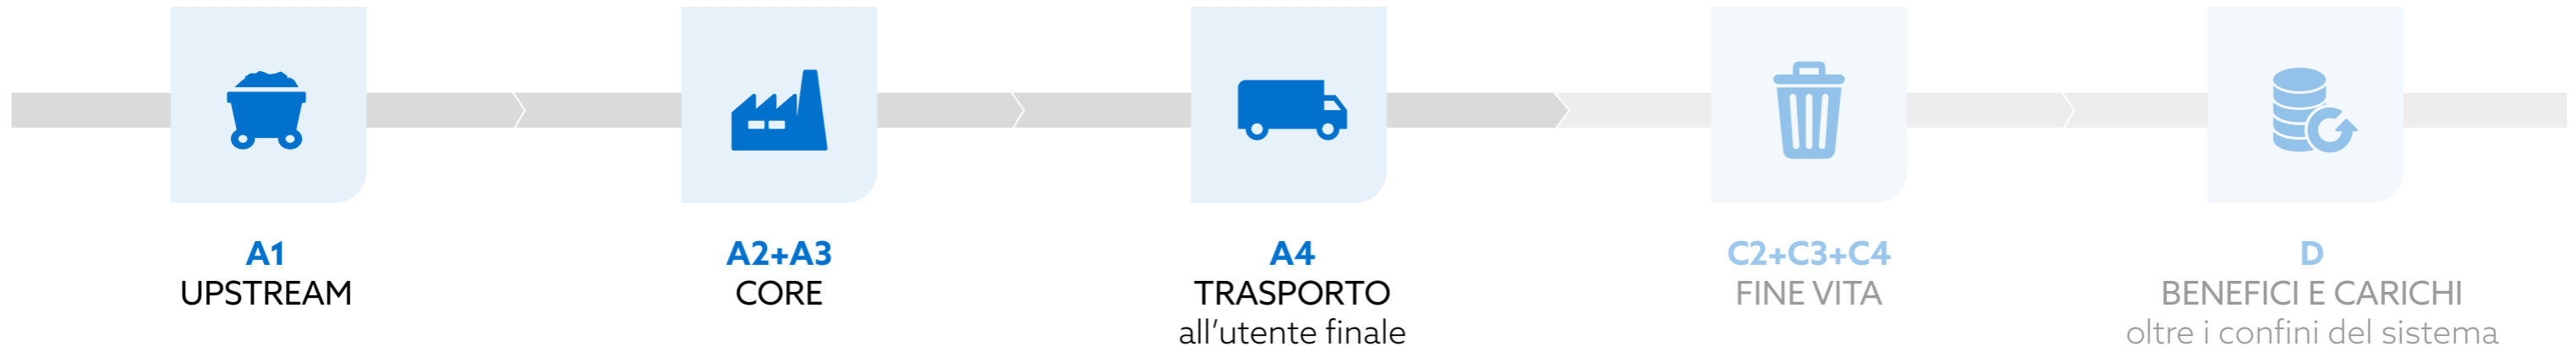 A1
UPSTREAM
A2+A3
CORE
A4
TRASPORTO
all'utente finale
C2+C3+C4
FINE VITA
D
BENEFICI E CARICHI
oltre i confini del sistema